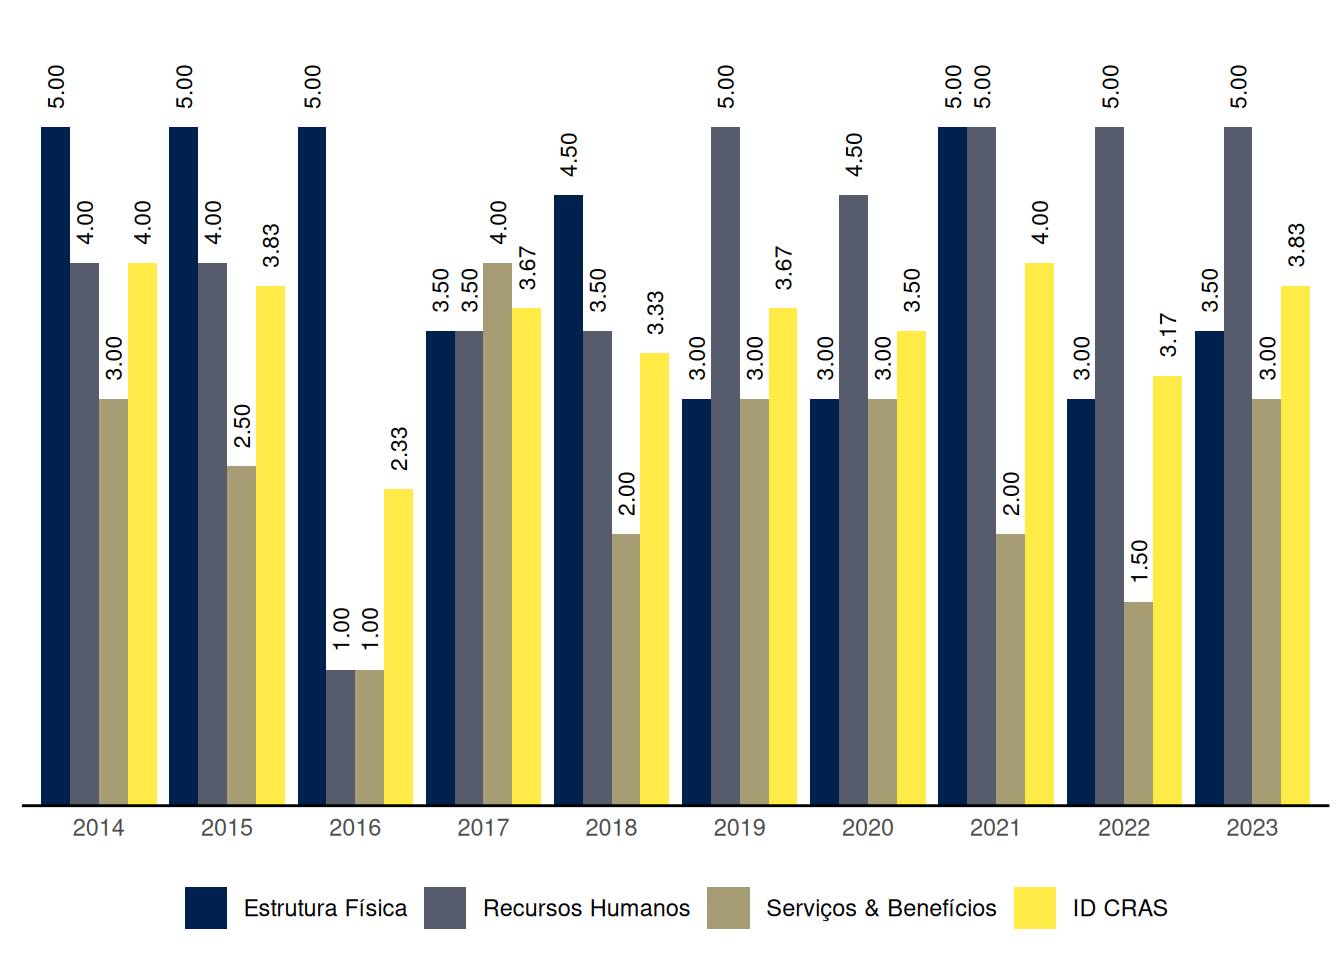 5.00 4.00 3.00 4.00
5.00 4.00 2.50 3.83
5.00 1.00 1.00 2.33
3.50 3.50 4.00 3.67
4.50 3.50 2.00 3.33
3.00 5.00 3.00 3.67
3.00 4.50 3.00 3.50
5.00 5.00 2.00 4.00
3.00 5.00 1.50 3.17
3.50 5.00 3.00 3.83
2014 2015 2016 2017 2018 2019 2020 2021 2022 2023
Estrutura Física Recursos Humanos Serviços & Benefícios ID CRAS